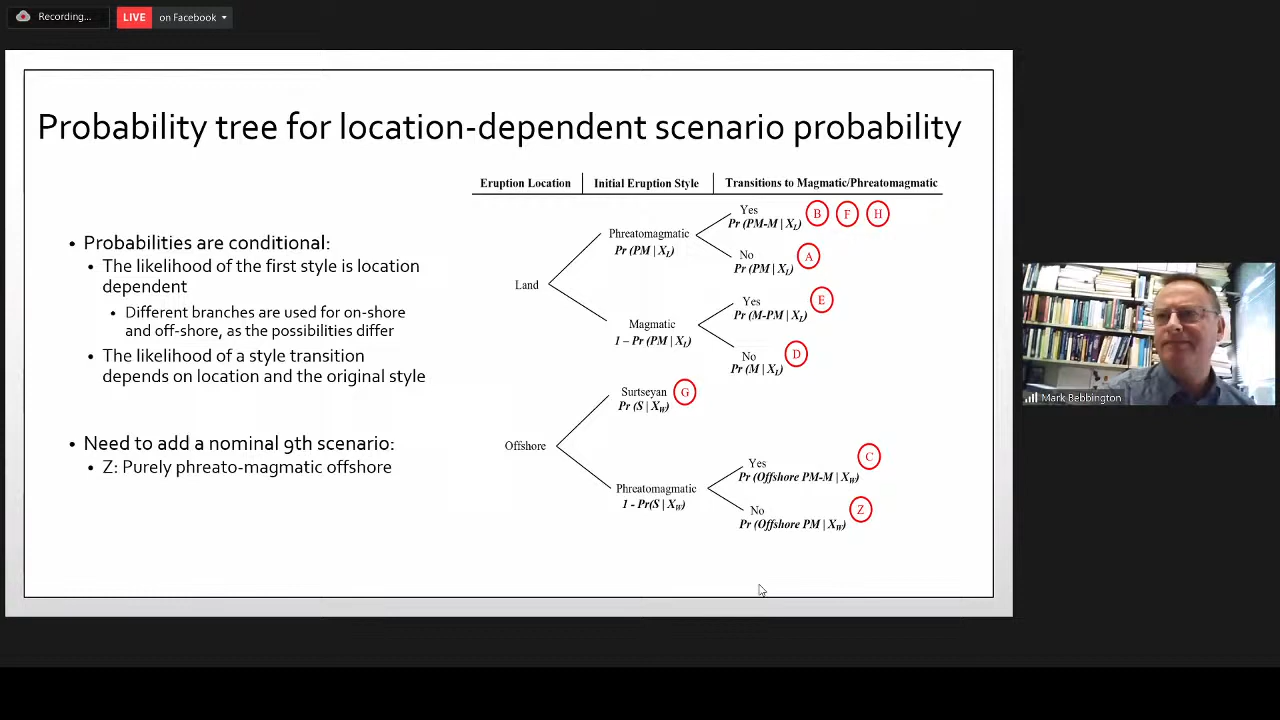 Recording...
LIVE on Facebook
Probability tree for location-dependent scenario probability
• Probabilities are conditional:
• The likelihood of the first style is location
dependent
• Different branches are used for on-shore
and off-shore, as the possibilities differ
• The likelihood of a style transition
depends on location and the original style
• Need to add a nominal 9th scenario:
• Z: Purely phreato-magmatic offshore
Eruption Location
Initial Eruption Style
Transitions to Magmatic/Phreatomagmatic
Land
Phreatomagmatic
Pr (PM | X_L)
Yes
Pr (PM-M | X_L)
B F H
No
Pr (PM | X_L)
A
Magmatic
1 – Pr (PM | X_L)
Yes
Pr (M-PM | X_L)
E
No
Pr (M | X_L)
D
Offshore
Surtseyan
Pr (S | X_W)
G
Phreatomagmatic
1 - Pr(S | X_W)
Yes
Pr (Offshore PM-M | X_W)
C
No
Pr (Offshore PM | X_W)
Z
Mark Bebbington